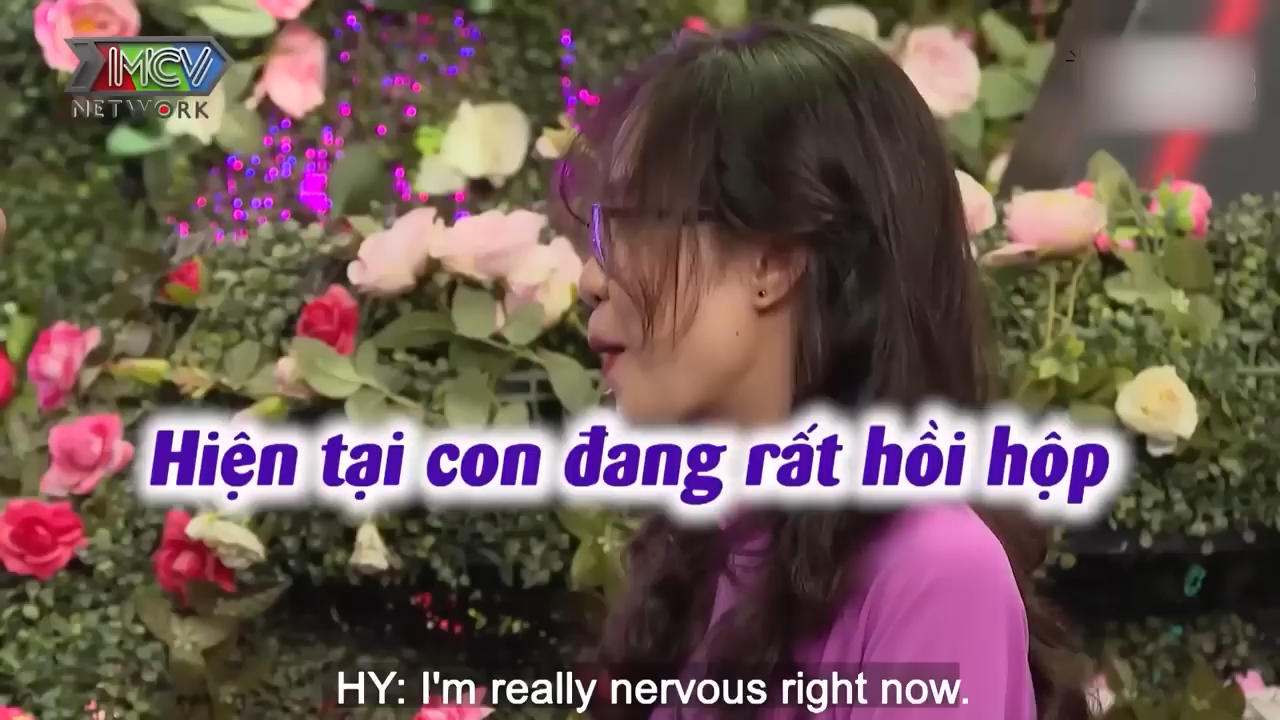 MCV
NETWORK
Hiện tại con đang rất hồi hộp
HY: I'm really nervous right now.